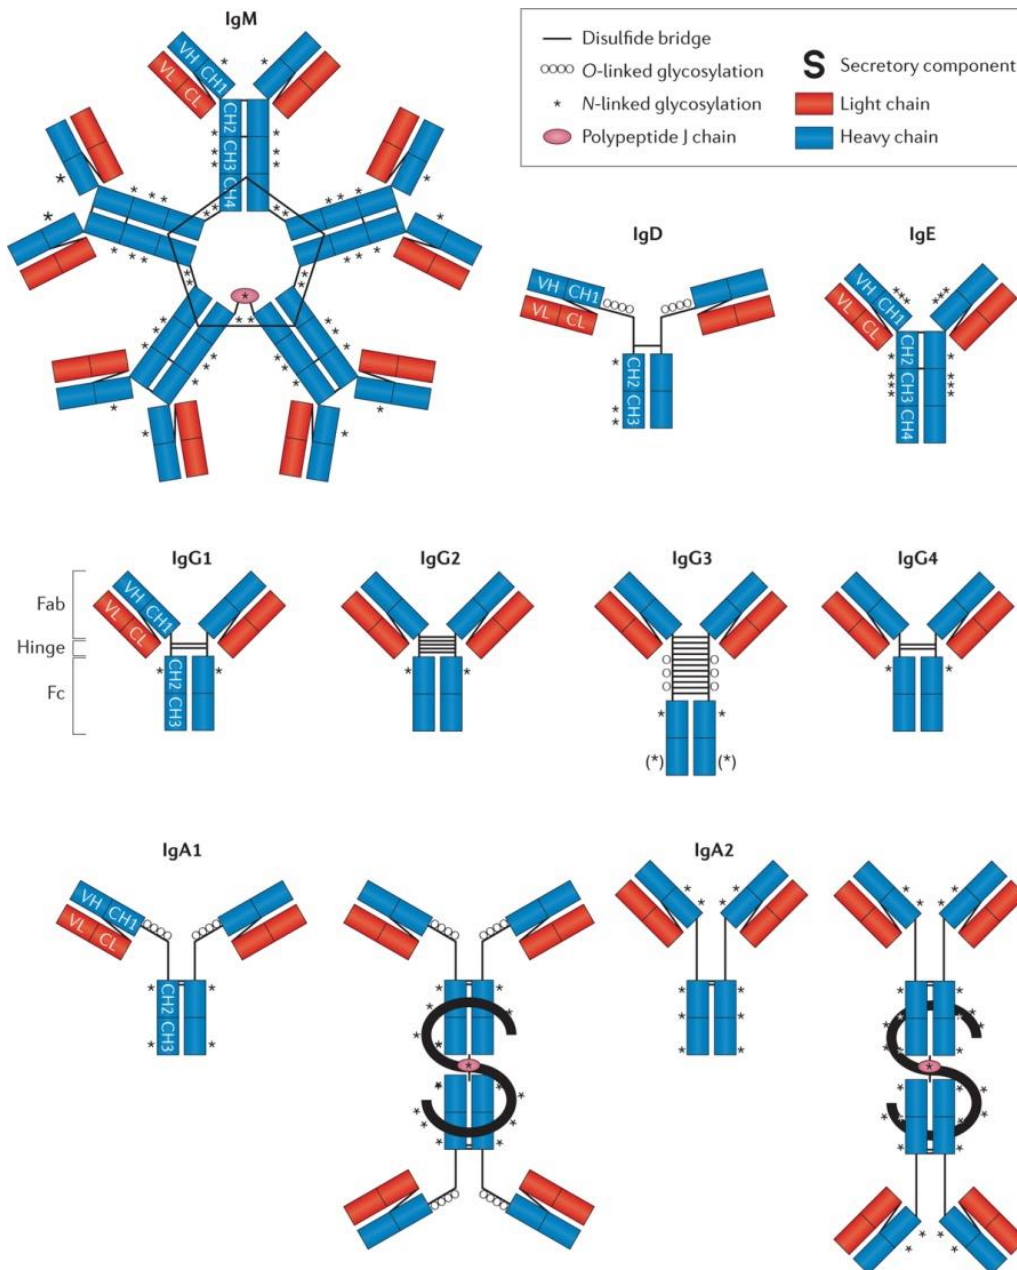 IgM
VH CH1
VL CL
CH2 CH3 CH4
Disulfide bridge
O-linked glycosylation
* N-linked glycosylation
Polypeptide J chain
S Secretory component
Light chain
Heavy chain
IgD
VH CH1
VL CL
CH2 CH3
IgE
VH CH1
VL CL
CH2 CH3 CH4
IgG1
Fab
Hinge
Fc
VH CH1
VL CL
CH2 CH3
IgG2
IgG3
(*) (*)
IgG4
IgA1
VH CH1
VL CL
CH2 CH3
IgA2